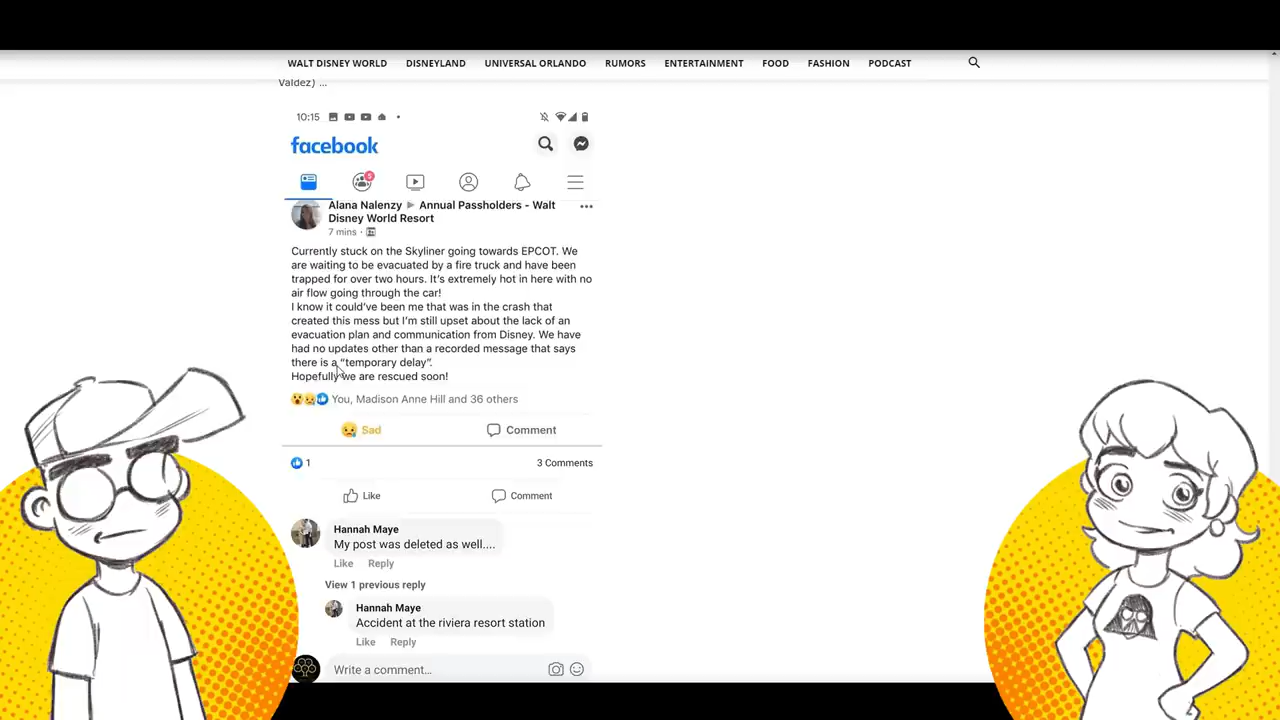 WALT DISNEY WORLD DISNEYLAND UNIVERSAL ORLANDO RUMORS ENTERTAINMENT FOOD FASHION PODCAST
Valdez) ...
10:15
facebook
5
Alana Nalenzy ▶ Annual Passholders - Walt
Disney World Resort
7 mins ·
Currently stuck on the Skyliner going towards EPCOT. We
are waiting to be evacuated by a fire truck and have been
trapped for over two hours. It's extremely hot in here with no
air flow going through the car!
I know it could've been me that was in the crash that
created this mess but I'm still upset about the lack of an
evacuation plan and communication from Disney. We have
had no updates other than a recorded message that says
there is a “temporary delay”.
Hopefully we are rescued soon!
You, Madison Anne Hill and 36 others
Sad Comment
1 3 Comments
Like Comment
Hannah Maye
My post was deleted as well....
Like Reply
View 1 previous reply
Hannah Maye
Accident at the riviera resort station
Like Reply
Write a comment...